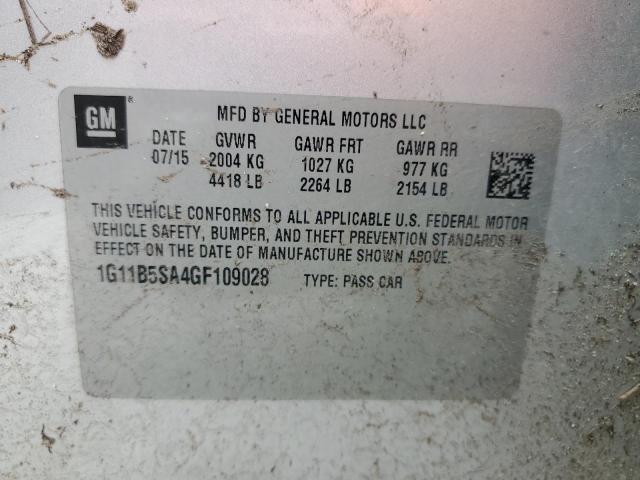 GM ®
MFD BY GENERAL MOTORS LLC
DATE GVWR GAWR FRT GAWR RR
07/15 2004 KG 1027 KG 977 KG
4418 LB 2264 LB 2154 LB
THIS VEHICLE CONFORMS TO ALL APPLICABLE U.S. FEDERAL MOTOR
VEHICLE SAFETY, BUMPER, AND THEFT PREVENTION STANDARDS IN
EFFECT ON THE DATE OF MANUFACTURE SHOWN ABOVE.
1G11B5SA4GF109028 TYPE: PASS CAR